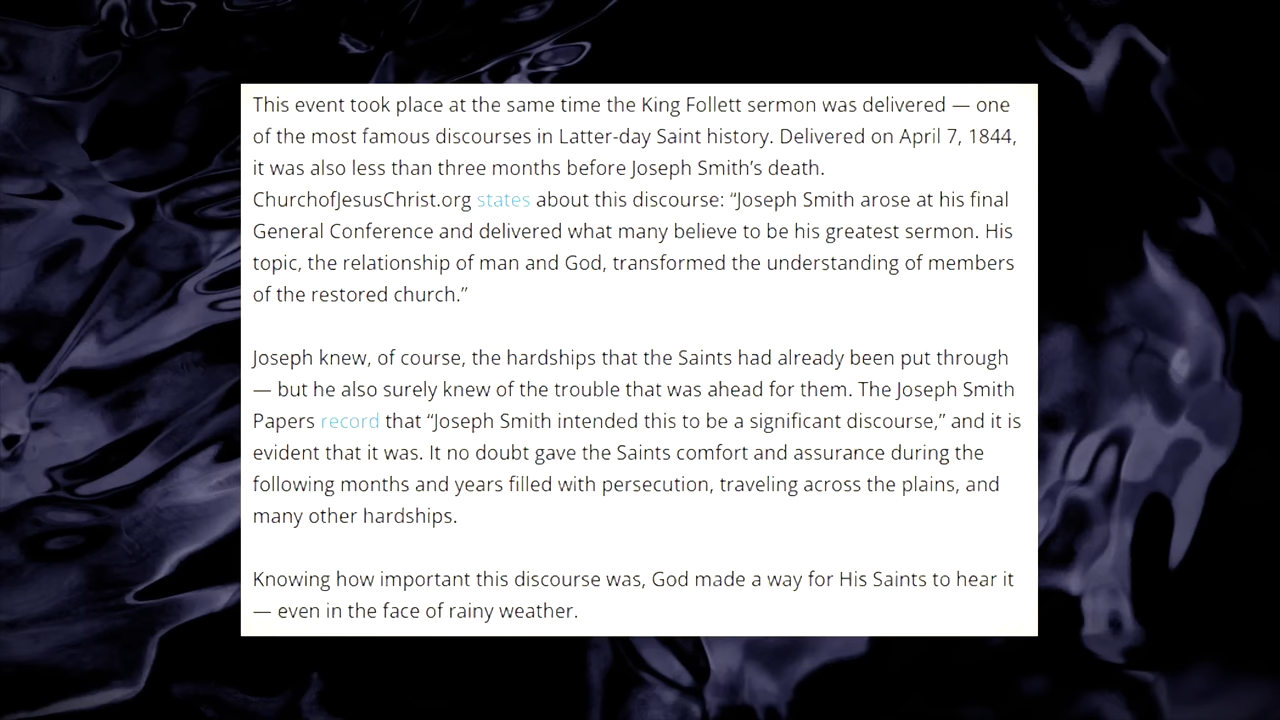 This event took place at the same time the King Follett sermon was delivered — one
of the most famous discourses in Latter-day Saint history. Delivered on April 7, 1844,
it was also less than three months before Joseph Smith’s death.
ChurchofJesusChrist.org states about this discourse: “Joseph Smith arose at his final
General Conference and delivered what many believe to be his greatest sermon. His
topic, the relationship of man and God, transformed the understanding of members
of the restored church.”
Joseph knew, of course, the hardships that the Saints had already been put through
— but he also surely knew of the trouble that was ahead for them. The Joseph Smith
Papers record that “Joseph Smith intended this to be a significant discourse,” and it is
evident that it was. It no doubt gave the Saints comfort and assurance during the
following months and years filled with persecution, traveling across the plains, and
many other hardships.
Knowing how important this discourse was, God made a way for His Saints to hear it
— even in the face of rainy weather.